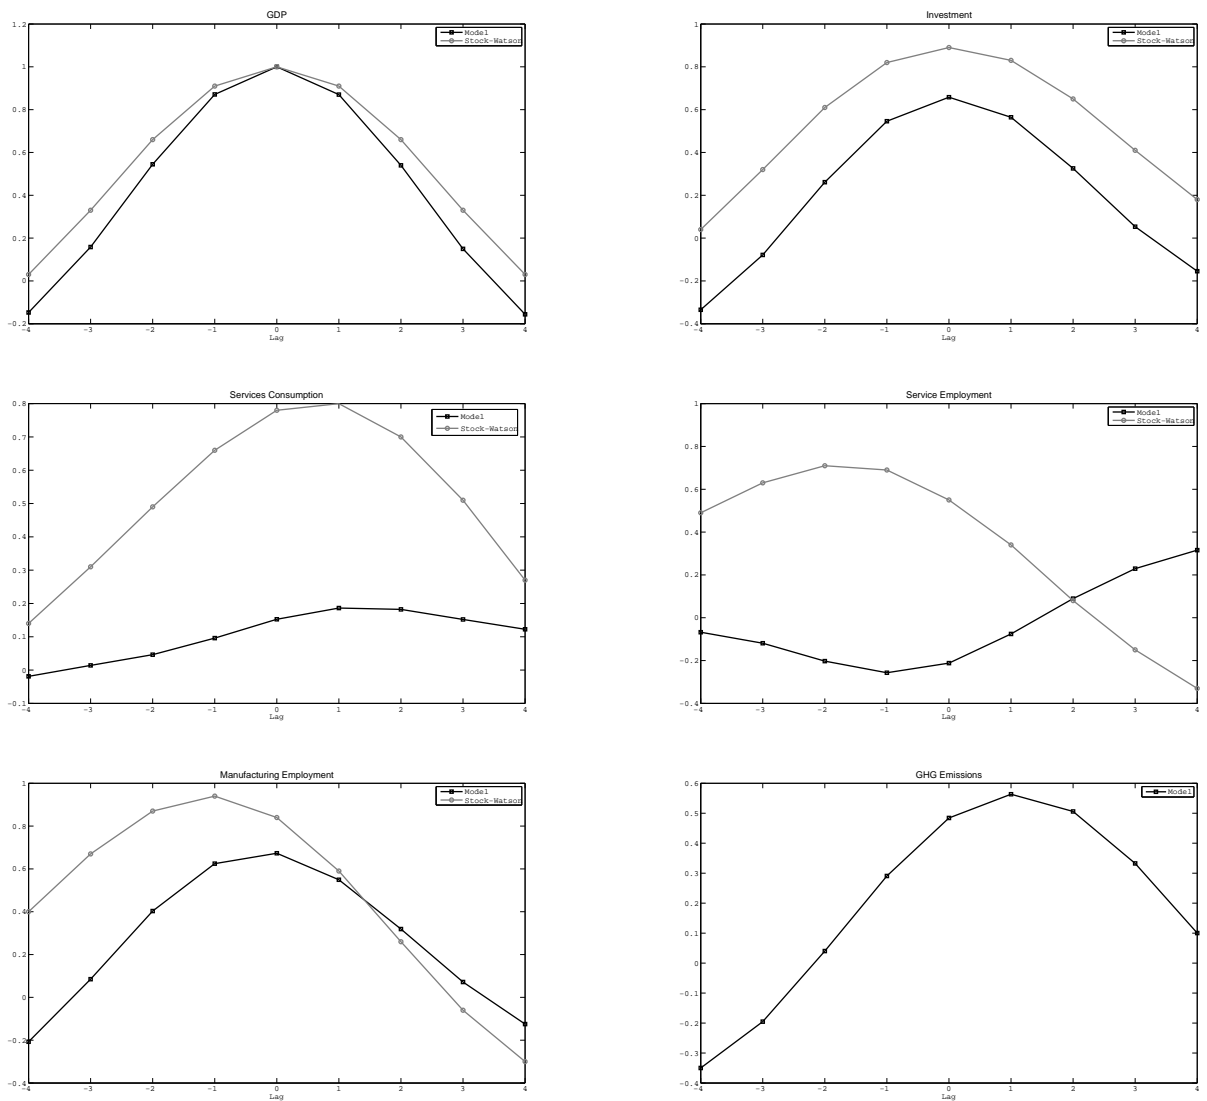 GDP
1.2
1
0.8
0.6
0.4
0.2
0
-0.2
-4 -3 -2 -1 0 1 2 3 4
Lag
Model
Stock-Watson
Investment
1
0.8
0.6
0.4
0.2
0
-0.2
-0.4
-4 -3 -2 -1 0 1 2 3 4
Lag
Model
Stock-Watson
Services Consumption
0.8
0.7
0.6
0.5
0.4
0.3
0.2
0.1
0
-0.1
-4 -3 -2 -1 0 1 2 3 4
Lag
Model
Stock-Watson
Service Employment
1
0.8
0.6
0.4
0.2
0
-0.2
-0.4
-4 -3 -2 -1 0 1 2 3 4
Lag
Model
Stock-Watson
Manufacturing Employment
1
0.8
0.6
0.4
0.2
0
-0.2
-0.4
-4 -3 -2 -1 0 1 2 3 4
Lag
Model
Stock-Watson
GHG Emissions
0.6
0.5
0.4
0.3
0.2
0.1
0
-0.1
-0.2
-0.3
-0.4
-4 -3 -2 -1 0 1 2 3 4
Lag
Model